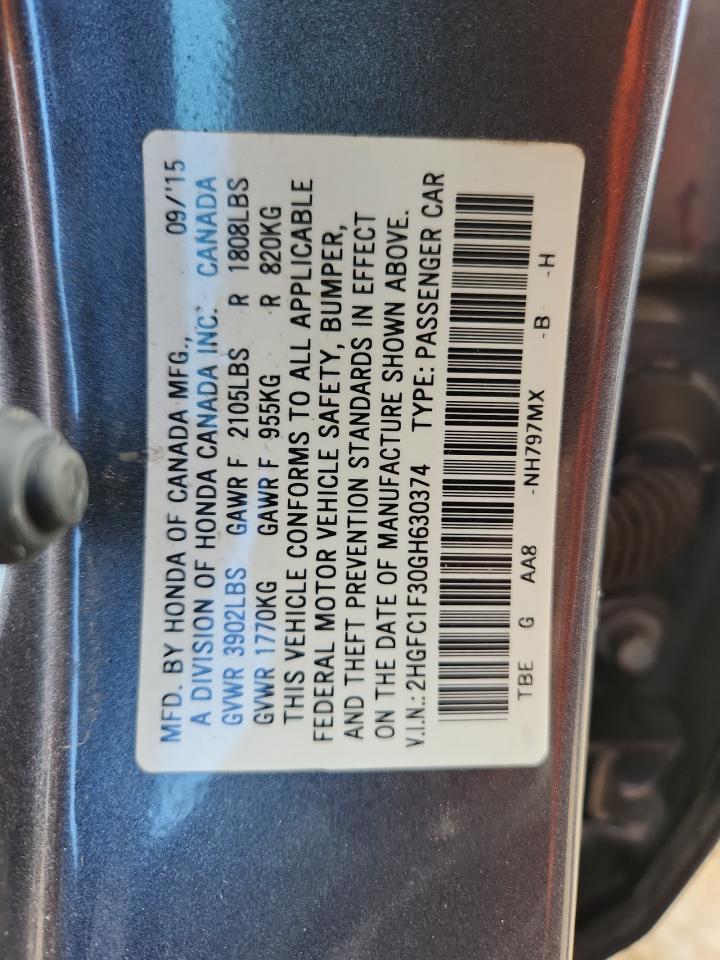 MFD. BY HONDA OF CANADA MFG., 09/'15
A DIVISION OF HONDA CANADA INC. CANADA
GVWR 3902LBS GAWR F 2105LBS R 1808LBS
GVWR 1770KG GAWR F 955KG R 820KG
THIS VEHICLE CONFORMS TO ALL APPLICABLE
FEDERAL MOTOR VEHICLE SAFETY, BUMPER,
AND THEFT PREVENTION STANDARDS IN EFFECT
ON THE DATE OF MANUFACTURE SHOWN ABOVE.
V.I.N.: 2HGFC1F30GH630374 TYPE: PASSENGER CAR
TBE G AA8 -NH797MX -B -H